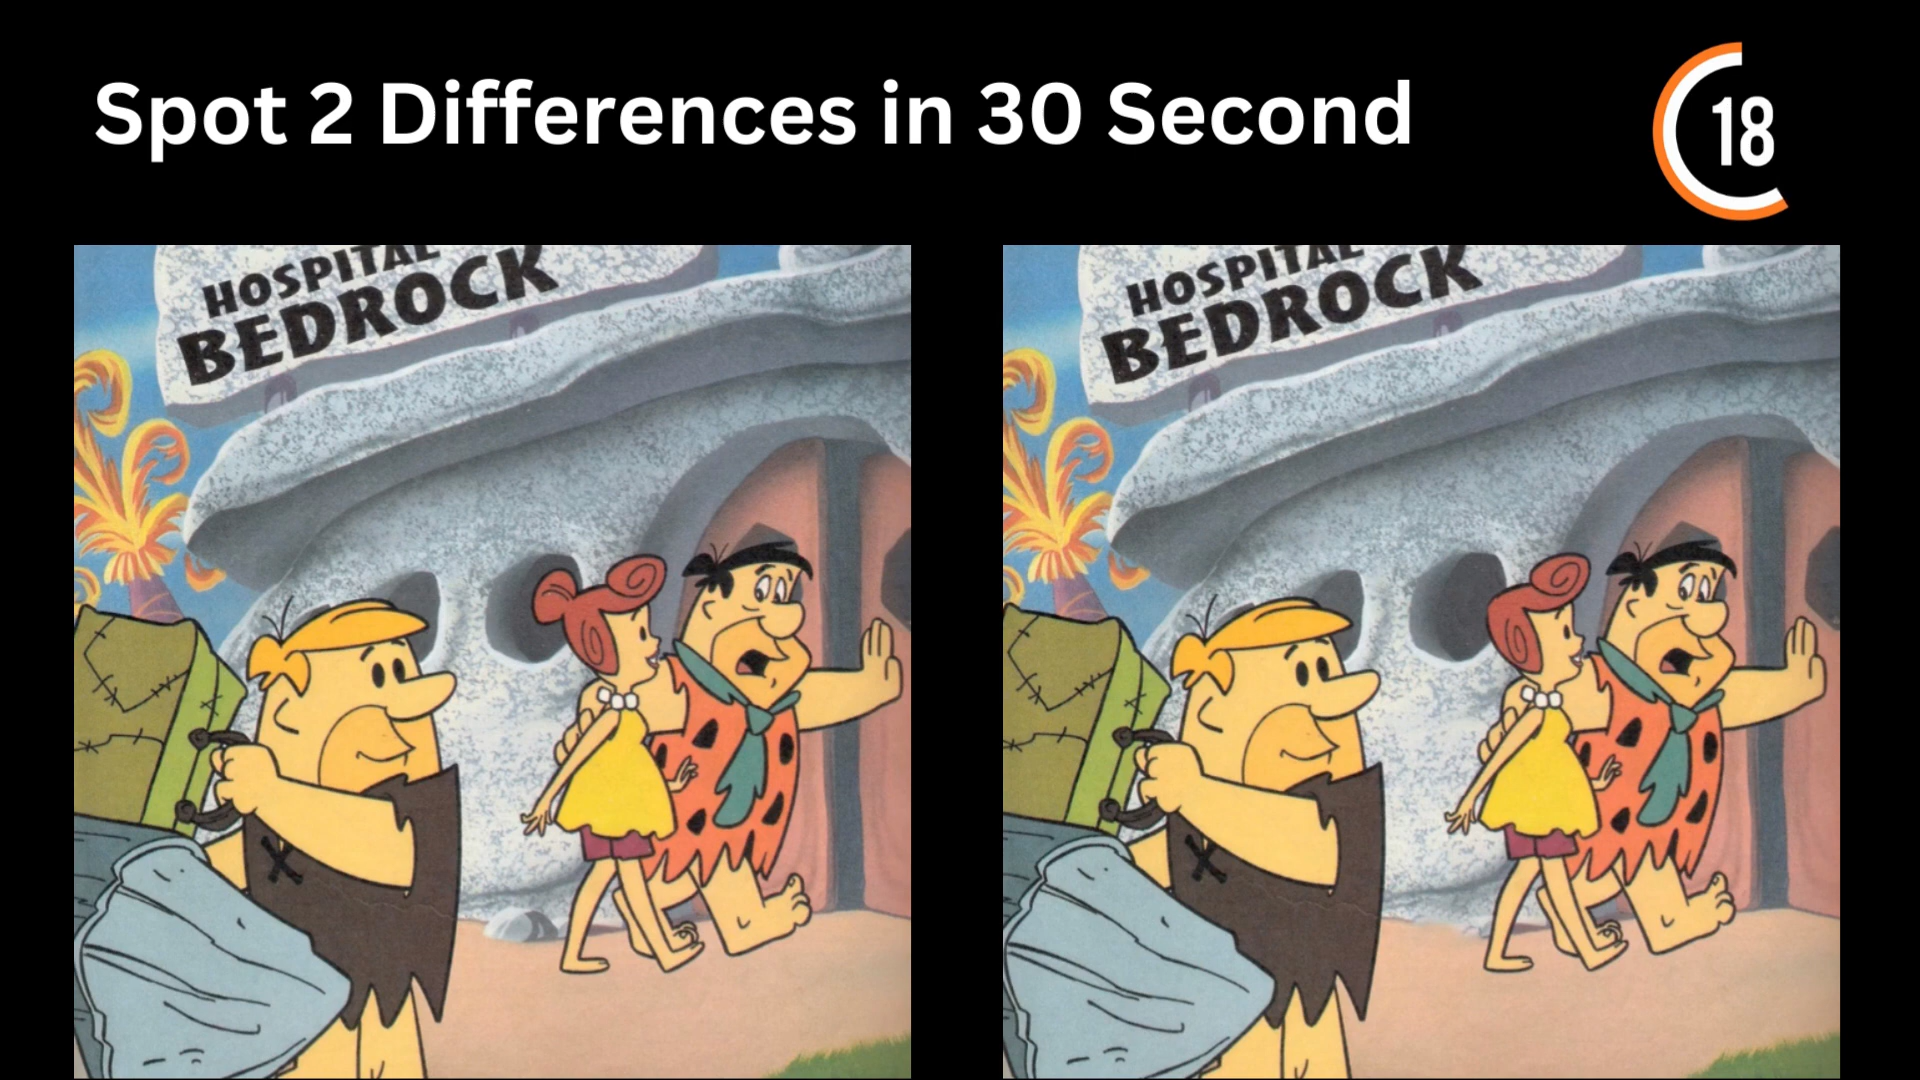 Spot 2 Differences in 30 Second
18
HOSPITAL
BEDROCK
HOSPITAL
BEDROCK